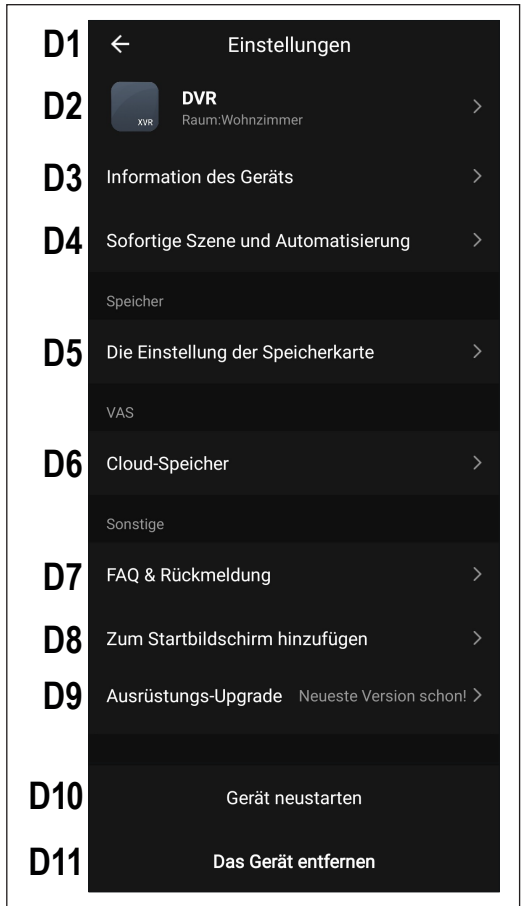 D1 Einstellungen
D2 DVR
XVR Raum:Wohnzimmer
D3 Information des Geräts
D4 Sofortige Szene und Automatisierung
Speicher
D5 Die Einstellung der Speicherkarte
VAS
D6 Cloud-Speicher
Sonstige
D7 FAQ & Rückmeldung
D8 Zum Startbildschirm hinzufügen
D9 Ausrüstungs-Upgrade Neueste Version schon!
D10 Gerät neustarten
D11 Das Gerät entfernen